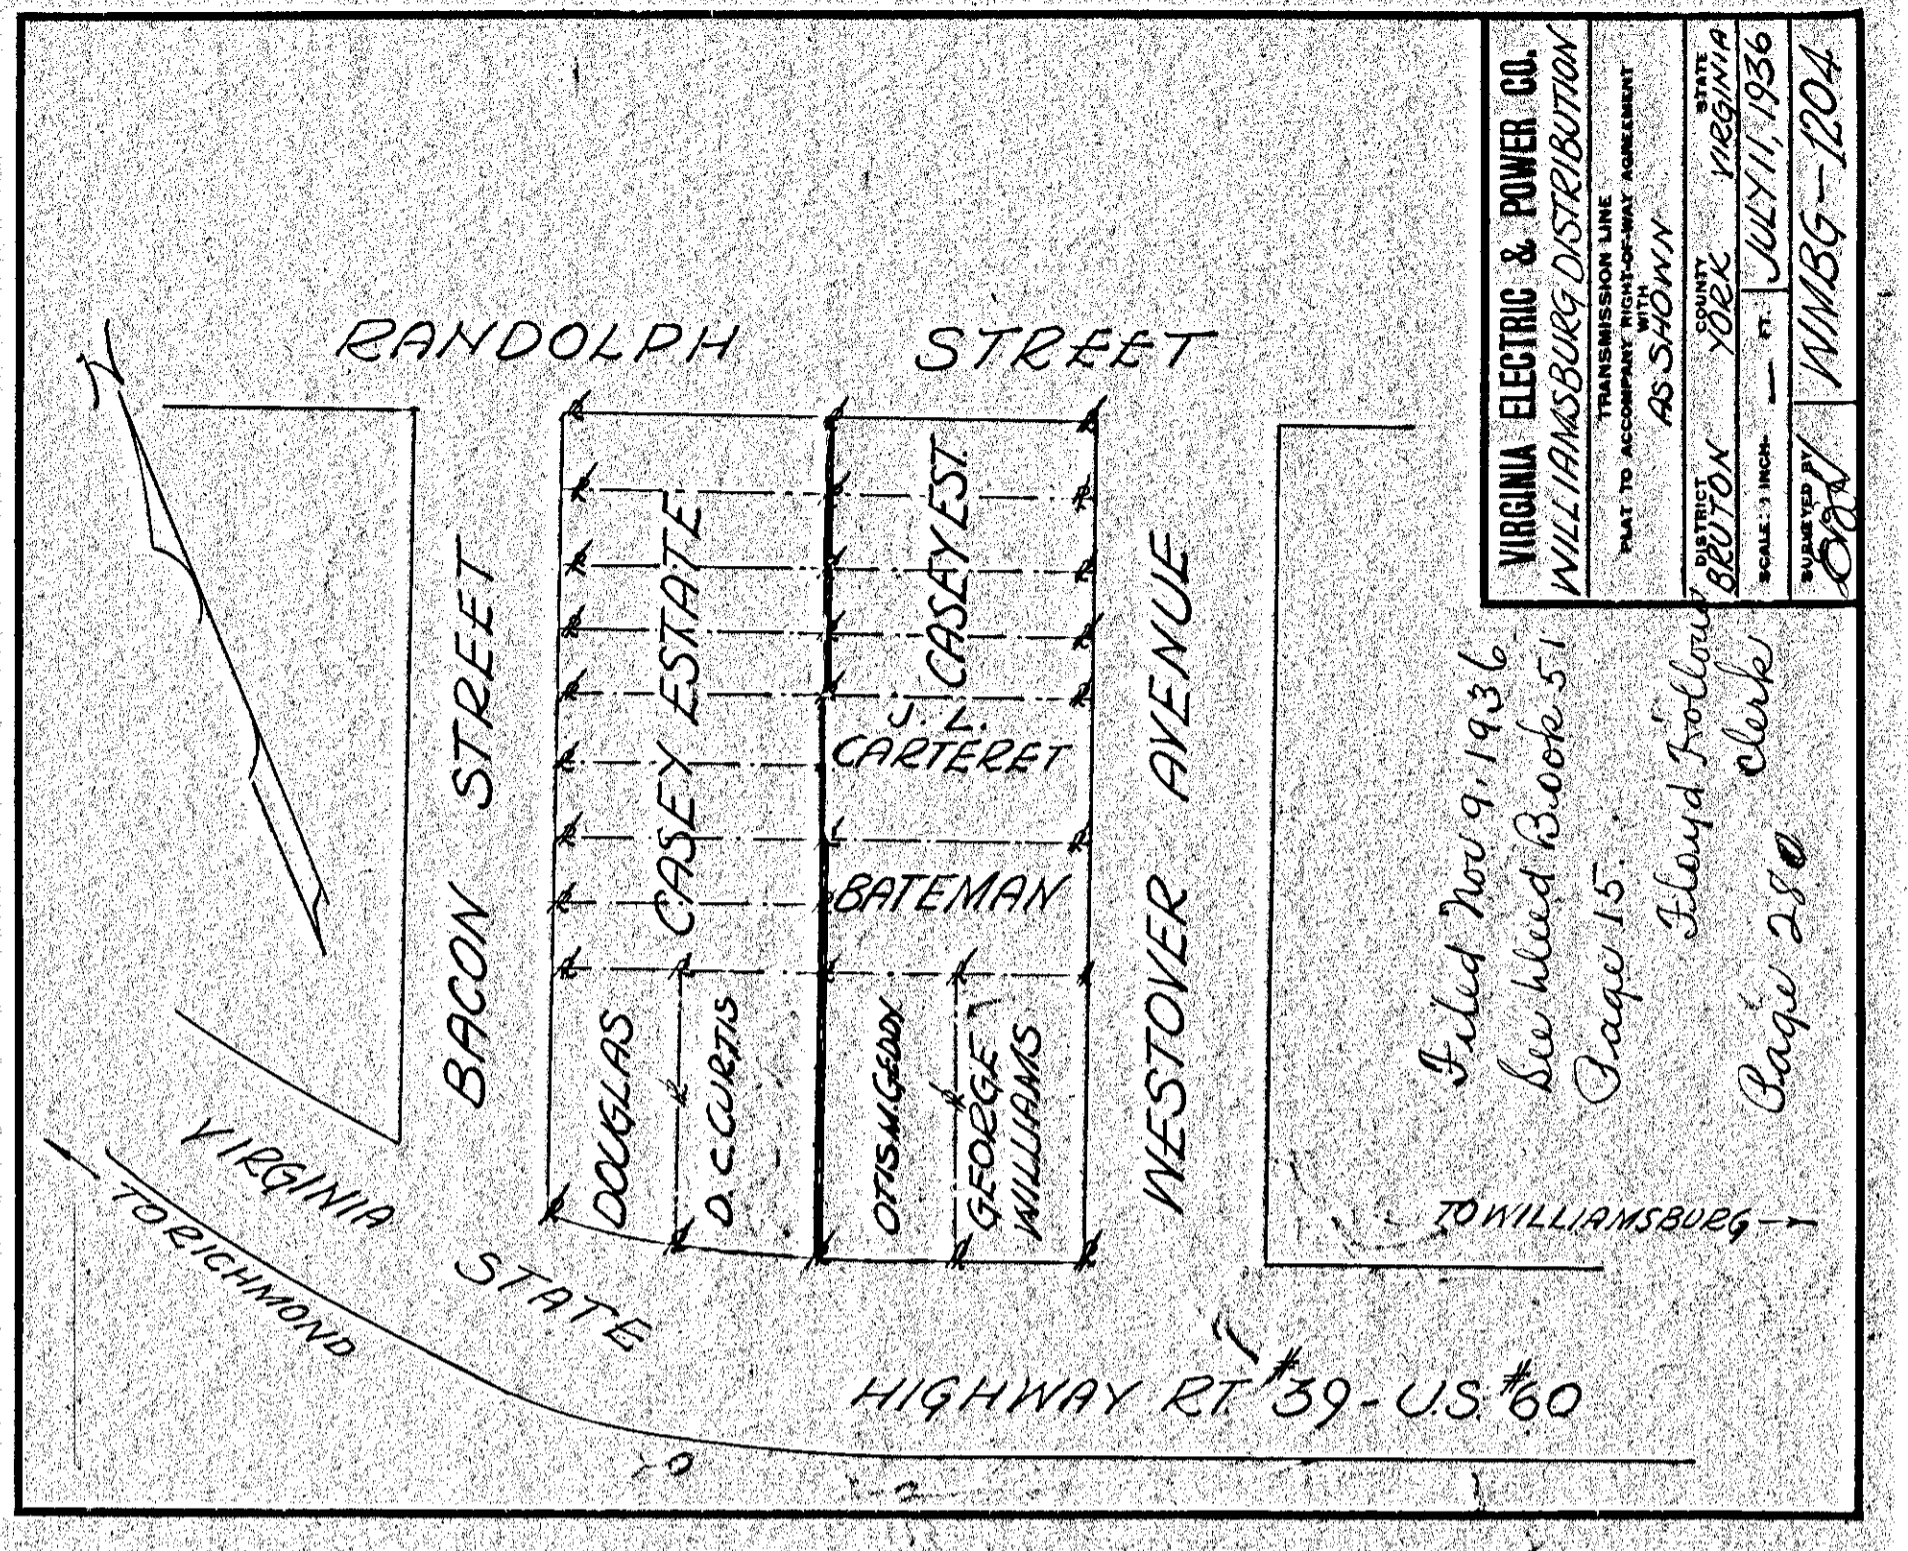 VIRGINIA ELECTRIC & POWER CO.
WILLIAMSBURG DISTRIBUTION
TRANSMISSION LINE
PLAT TO ACCOMPANY RIGHT-OF-WAY AGREEMENT
WITH
AS SHOWN
DISTRICT COUNTY STATE
BRUTON YORK VIRGINIA
SCALE: 1 INCH — FT. JULY 11, 1936
SURVEYED BY WMBG-1204
N
RANDOLPH STREET
BACON STREET
CASEY ESTATE
CASEY EST.
J. L.
CARTERET
BATEMAN
DOUGLAS
D. C. CURTIS
OTIS M. GEDDY
GEORGE
WILLIAMS
WESTOVER AVENUE
VIRGINIA
STATE
HIGHWAY RT. #39 - U.S. #60
TO RICHMOND
TO WILLIAMSBURG
Filed Nov 9, 1936
See Deed Book 51
Page 15.
Floyd Holloway
Clerk
Page 280